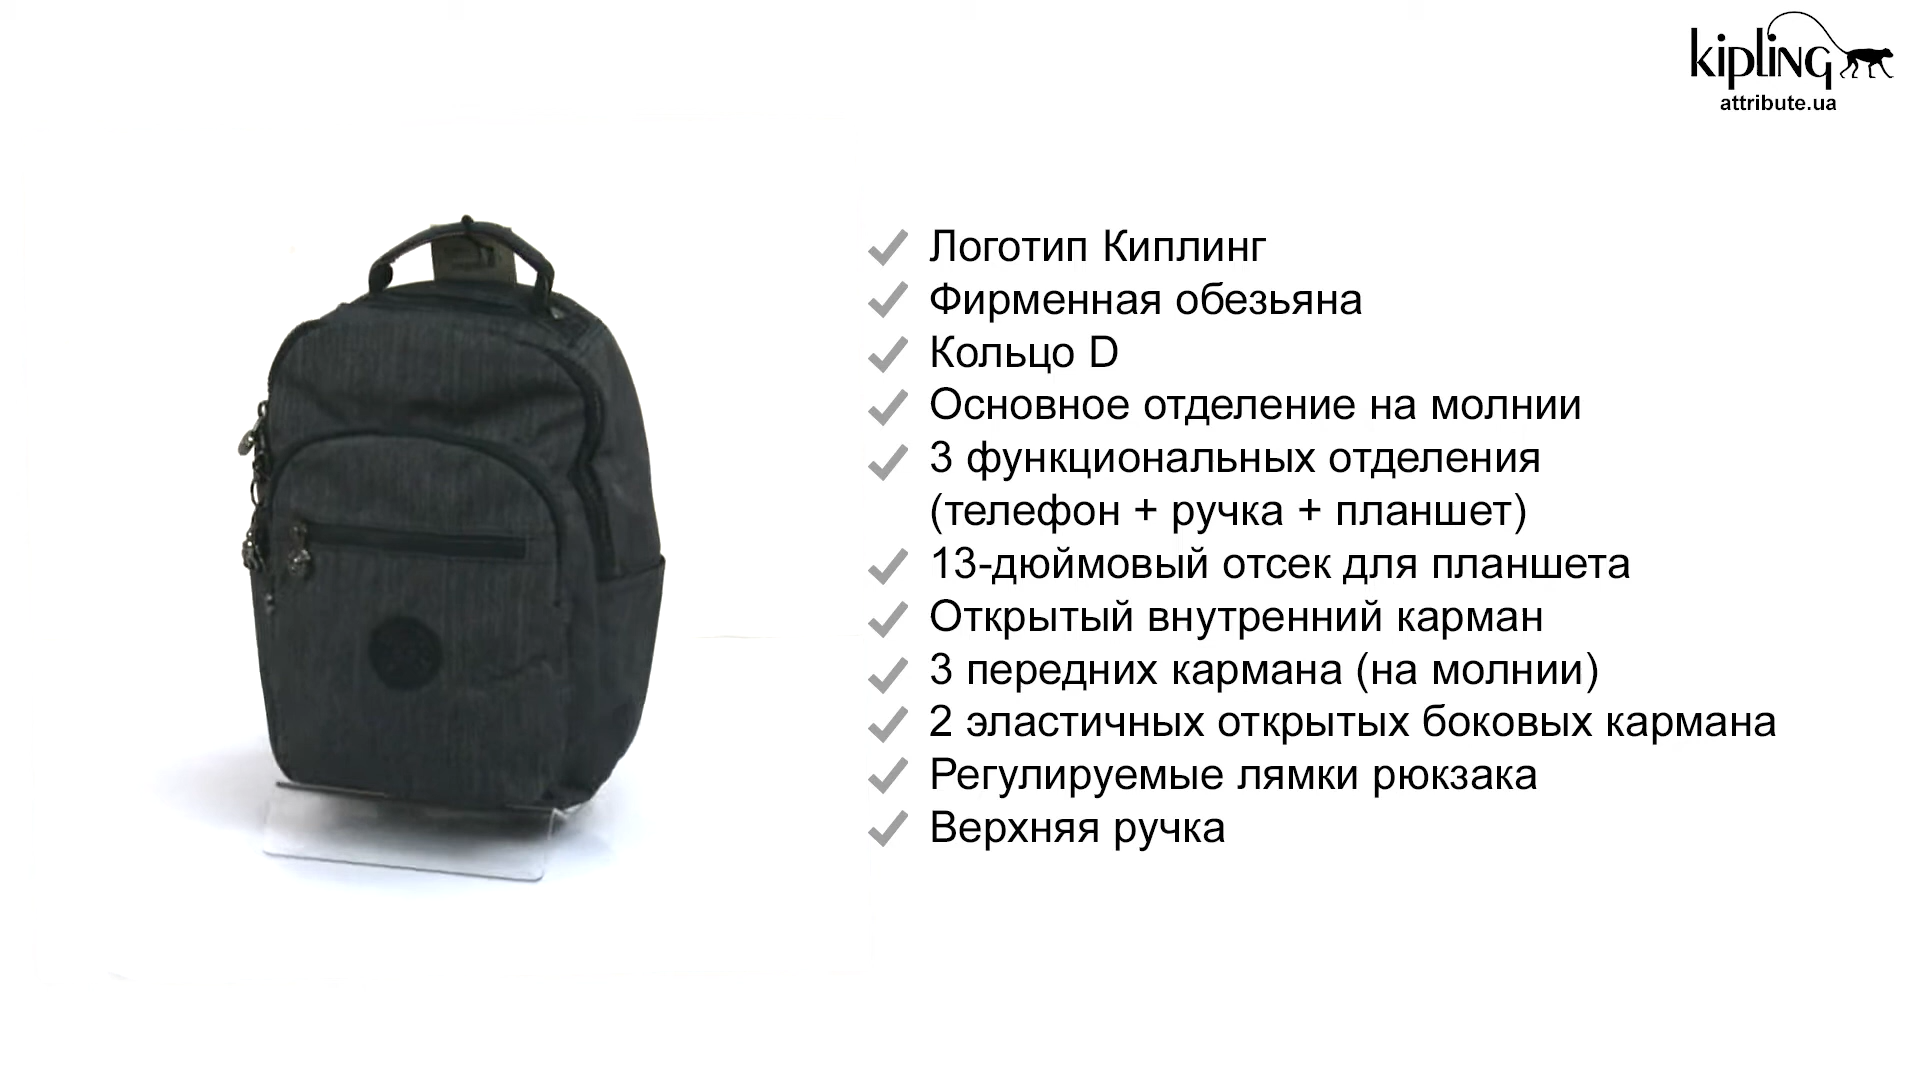 kipling
attribute.ua
Логотип Киплинг
Фирменная обезьяна
Кольцо D
Основное отделение на молнии
3 функциональных отделения
(телефон + ручка + планшет)
13-дюймовый отсек для планшета
Открытый внутренний карман
3 передних кармана (на молнии)
2 эластичных открытых боковых кармана
Регулируемые лямки рюкзака
Верхняя ручка